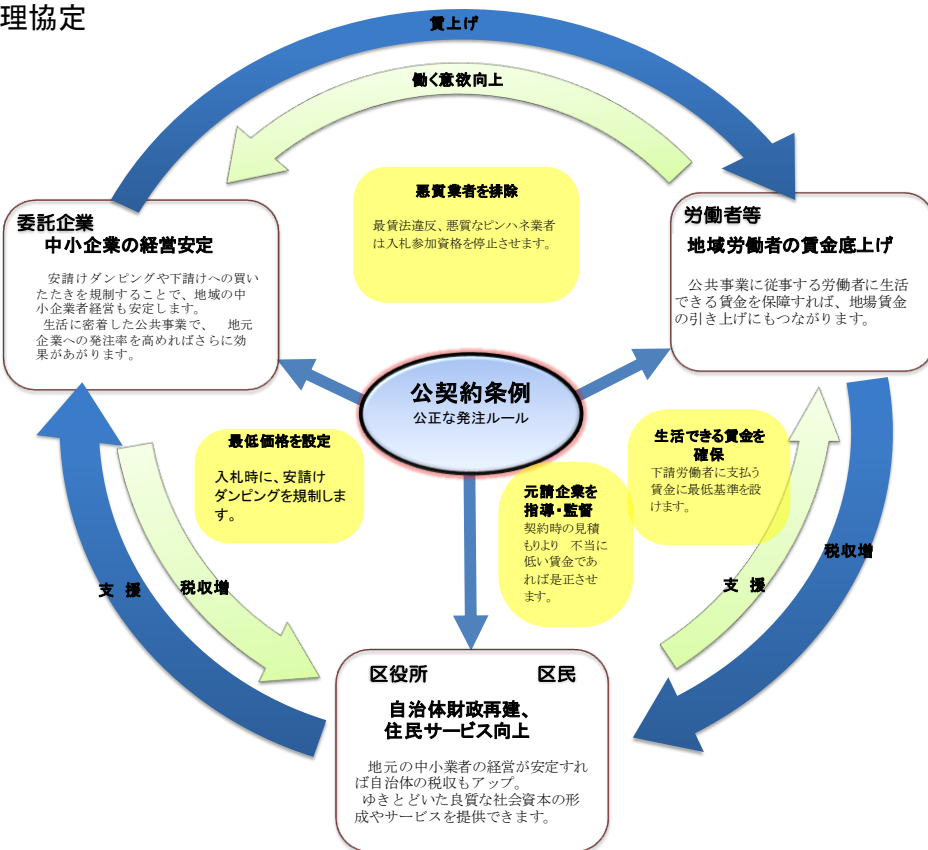 理協定
賃上げ
働く意欲向上
悪質業者を排除
最賃法違反、悪質なピンハネ業者
は入札参加資格を停止させます。
委託企業
中小企業の経営安定
安請けダンピングや下請けへの買い
たたきを規制することで、地域の中
小企業者経営も安定します。
生活に密着した公共事業で、 地元
企業への発注率を高めればさらに効
果があがります。
労働者等
地域労働者の賃金底上げ
公共事業に従事する労働者に生活
できる賃金を保障すれば、地場賃金
の引き上げにもつながります。
公契約条例
公正な発注ルール
最低価格を設定
入札時に、安請け
ダンピングを規制しま
す。
生活できる賃金を
確保
下請労働者に支払う
賃金に最低基準を設
けます。
元請企業を
指導・監督
契約時の見積
もりより 不当に
低い賃金であ
れば是正させ
ます。
支 援
税収増
支 援
税収増
区役所 区民
自治体財政再建、
住民サービス向上
地元の中小業者の経営が安定すれ
ば自治体の税収もアップ。
ゆきとどいた良質な社会資本の形
成やサービスを提供できます。